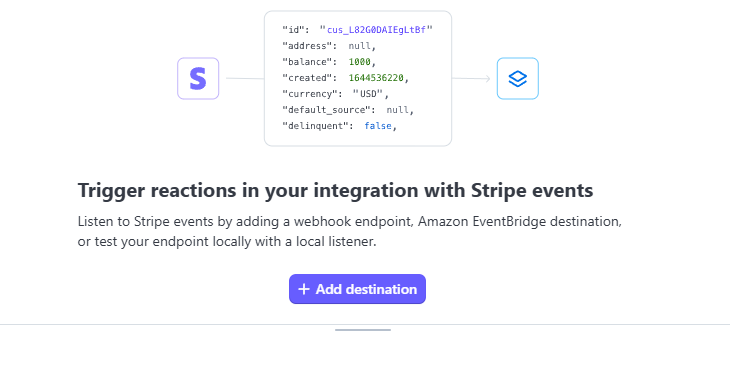 S
"id": "cus_L82G0DAIEgLtBf"
"address": null,
"balance": 1000,
"created": 1644536220,
"currency": "USD",
"default_source": null,
"delinquent": false,
Trigger reactions in your integration with Stripe events
Listen to Stripe events by adding a webhook endpoint, Amazon EventBridge destination,
or test your endpoint locally with a local listener.
+ Add destination